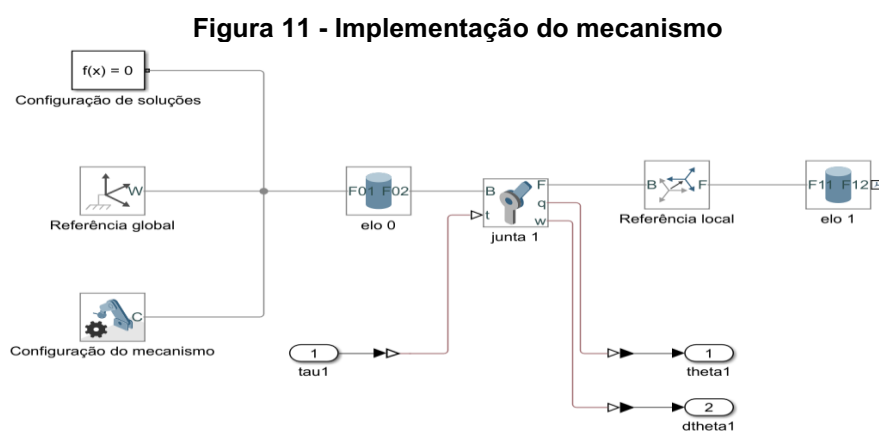 Figura 11 - Implementação do mecanismo
f(x) = 0
Configuração de soluções
W
Referência global
F01 F02
elo 0
B
t
F
q
w
junta 1
B F
Referência local
F11 F12
elo 1
C
Configuração do mecanismo
1
tau1
1
theta1
2
dtheta1